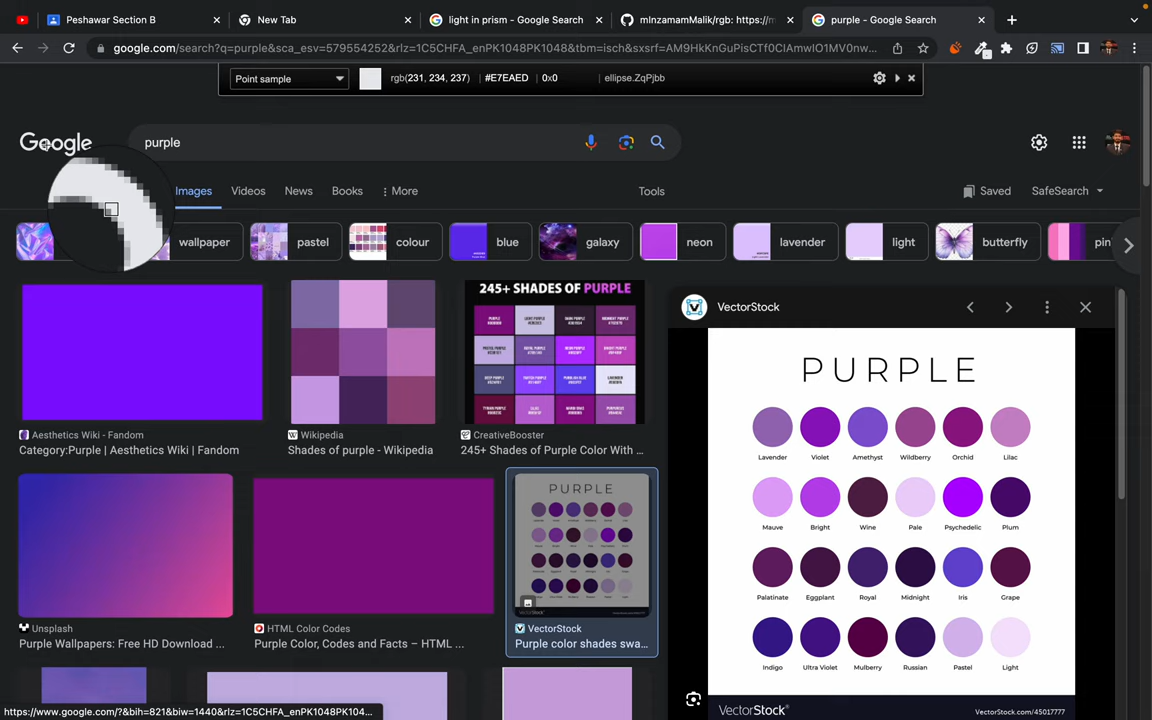 Peshawar Section B
New Tab
light in prism - Google Search
mInzamamMalik/rgb: https://m
purple - Google Search
google.com/search?q=purple&sca_esv=579554252&rlz=1C5CHFA_enPK1048PK1048&tbm=isch&sxsrf=AM9HkKnGuPisCTf0ClAmwIO1MV0nw...
Point sample
rgb(231, 234, 237)
#E7EAED
0x0
ellipse.ZqPjbb
Google
purple
Images
Videos
News
Books
More
Tools
Saved
SafeSearch
wallpaper
pastel
colour
blue
galaxy
neon
lavender
light
butterfly
pin
245+ SHADES OF PURPLE
VectorStock
PURPLE
Lavender Violet Amethyst Wildberry Orchid Lilac
Mauve Bright Wine Pale Psychedelic Plum
Palatinate Eggplant Royal Midnight Iris Grape
Indigo Ultra Violet Mulberry Russian Pastel Light
VectorStock®
VectorStock.com/45017777
Aesthetics Wiki - Fandom
Category:Purple | Aesthetics Wiki | Fandom
Wikipedia
Shades of purple - Wikipedia
CreativeBooster
245+ Shades of Purple Color With ...
PURPLE
VectorStock
Unsplash
Purple Wallpapers: Free HD Download ...
HTML Color Codes
Purple Color, Codes and Facts – HTML ...
VectorStock
Purple color shades swa...
https://www.google.com/?&bih=821&biw=1440&rlz=1C5CHFA_enPK1048PK104...